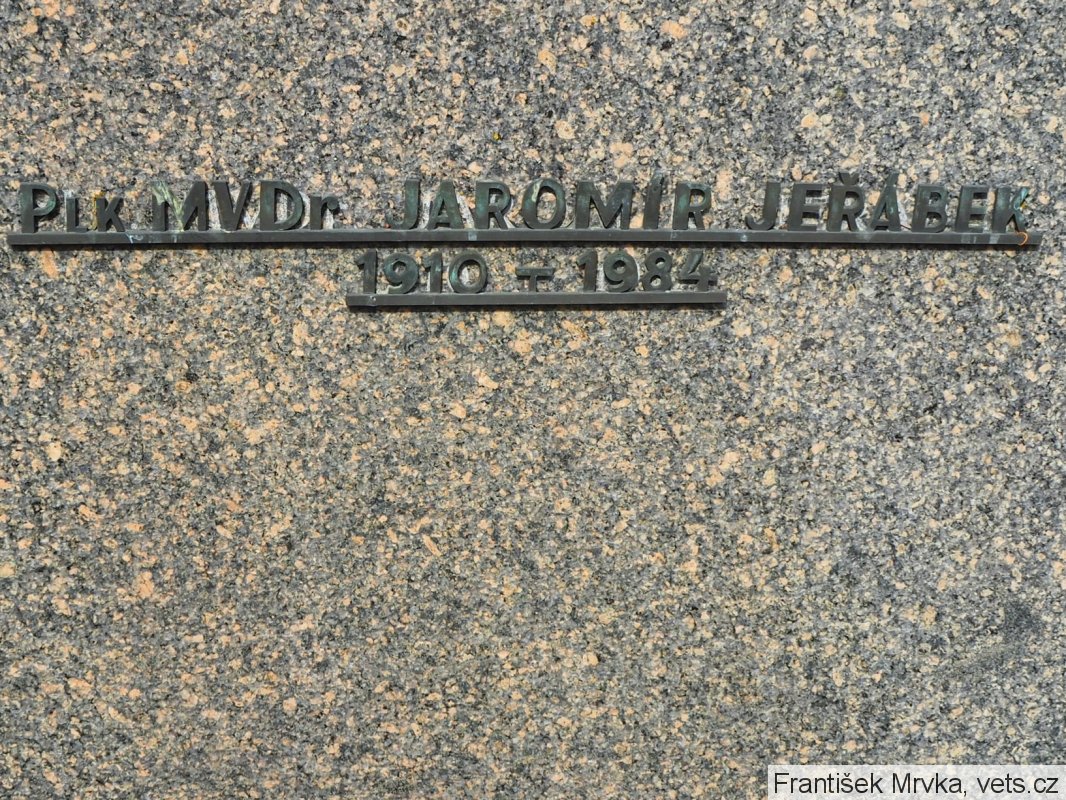 PLK MVDr. JAROMÍR JEŘÁBEK
1910 + 1984
František Mrvka, vets.cz